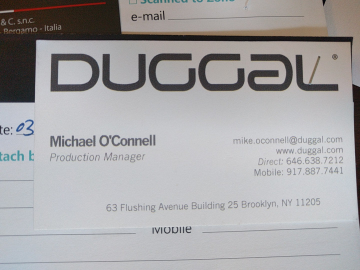 & C. s.n.c.
Bergamo - Italia
Scanned to Zoho
e-mail
DUGGAL®
te: 03
tach b
Michael O'Connell
Production Manager
mike.oconnell@duggal.com
www.duggal.com
Direct: 646.638.7212
Mobile: 917.887.7441
63 Flushing Avenue Building 25 Brooklyn, NY 11205
Mobile